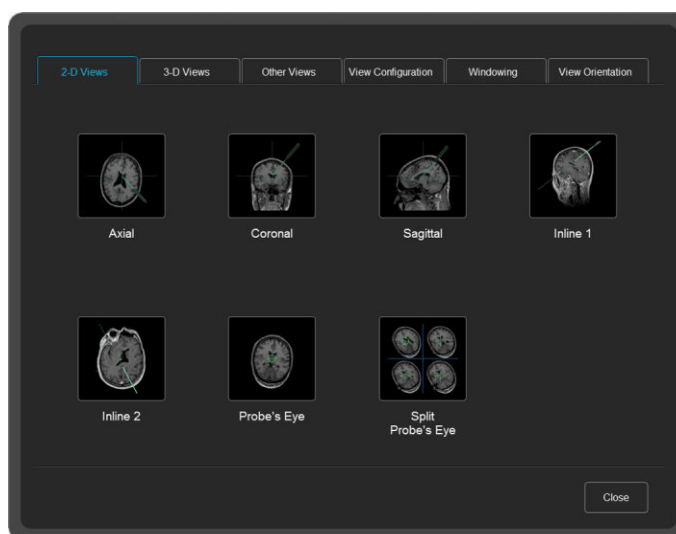 2-D Views
3-D Views
Other Views
View Configuration
Windowing
View Orientation
Axial
Coronal
Sagittal
Inline 1
Inline 2
Probe's Eye
Split
Probe's Eye
Close